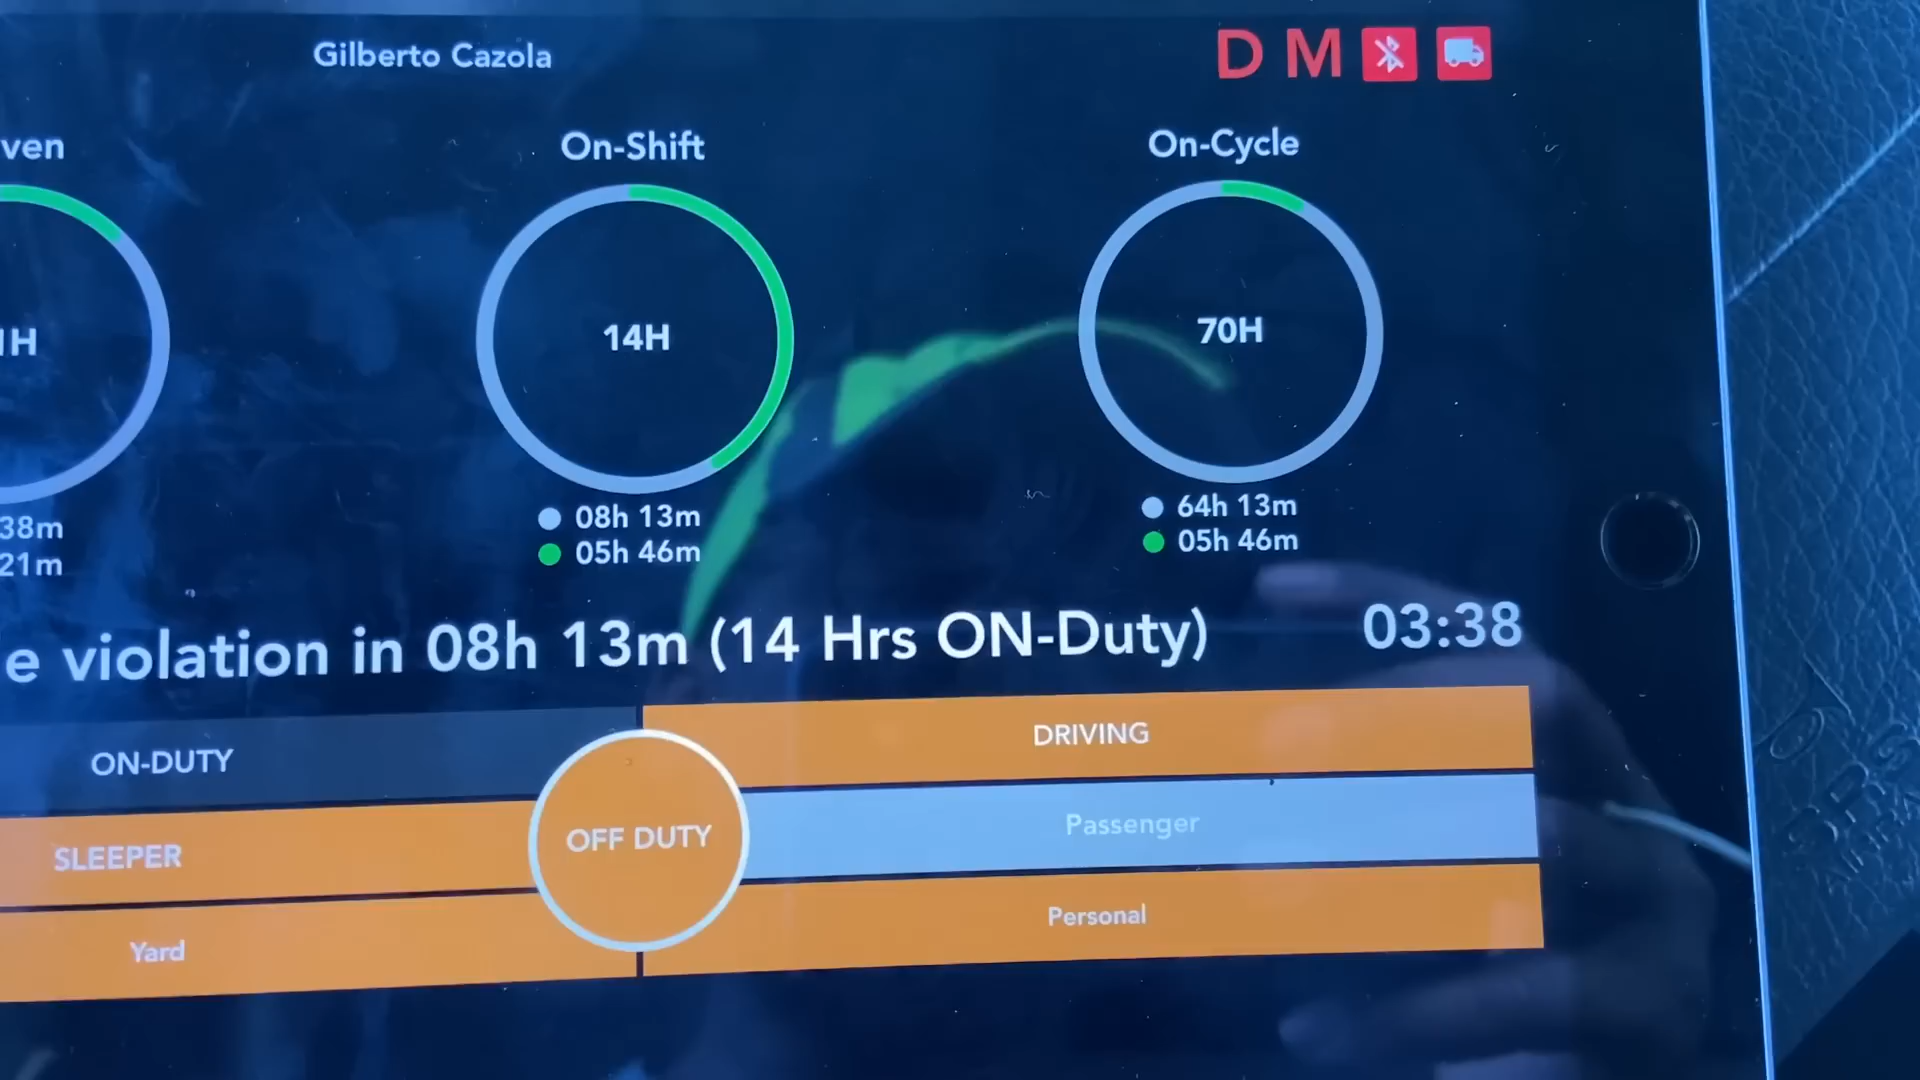 Gilberto Cazola
D M
ven
On-Shift
On-Cycle
1H
14H
70H
38m
21m
08h 13m
05h 46m
64h 13m
05h 46m
e violation in 08h 13m (14 Hrs ON-Duty)
03:38
ON-DUTY
DRIVING
SLEEPER
OFF DUTY
Passenger
Yard
Personal